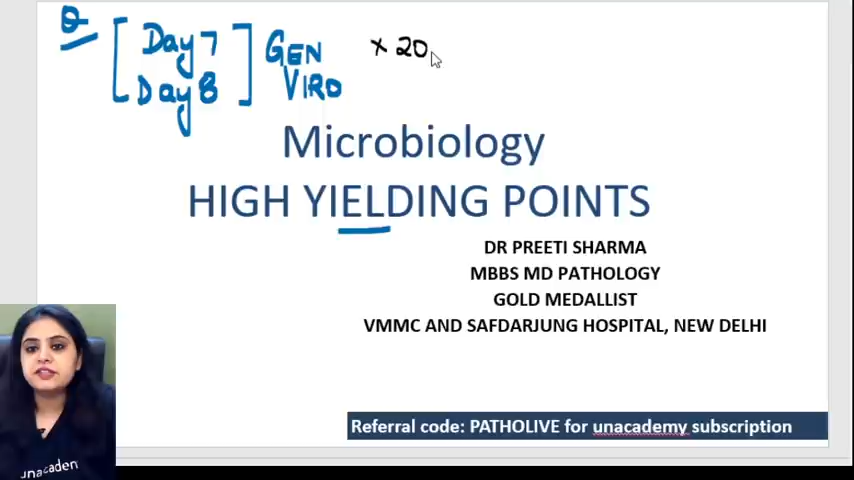 Q [ Day 7 ] GEN × 20
Day 8 VIRO
Microbiology
HIGH YIELDING POINTS
DR PREETI SHARMA
MBBS MD PATHOLOGY
GOLD MEDALLIST
VMMC AND SAFDARJUNG HOSPITAL, NEW DELHI
Referral code: PATHOLIVE for unacademy subscription
unacadem